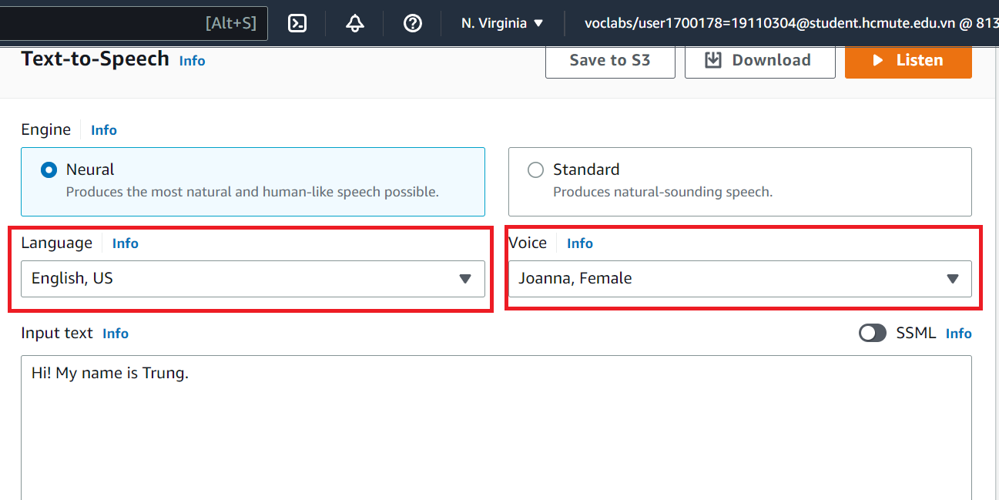 [Alt+S] N. Virginia voclabs/user1700178=19110304@student.hcmute.edu.vn @ 813
Text-to-Speech Info Save to S3 Download Listen
Engine Info
Neural Standard
Produces the most natural and human-like speech possible. Produces natural-sounding speech.
Language Info Voice Info
English, US Joanna, Female
Input text Info SSML Info
Hi! My name is Trung.